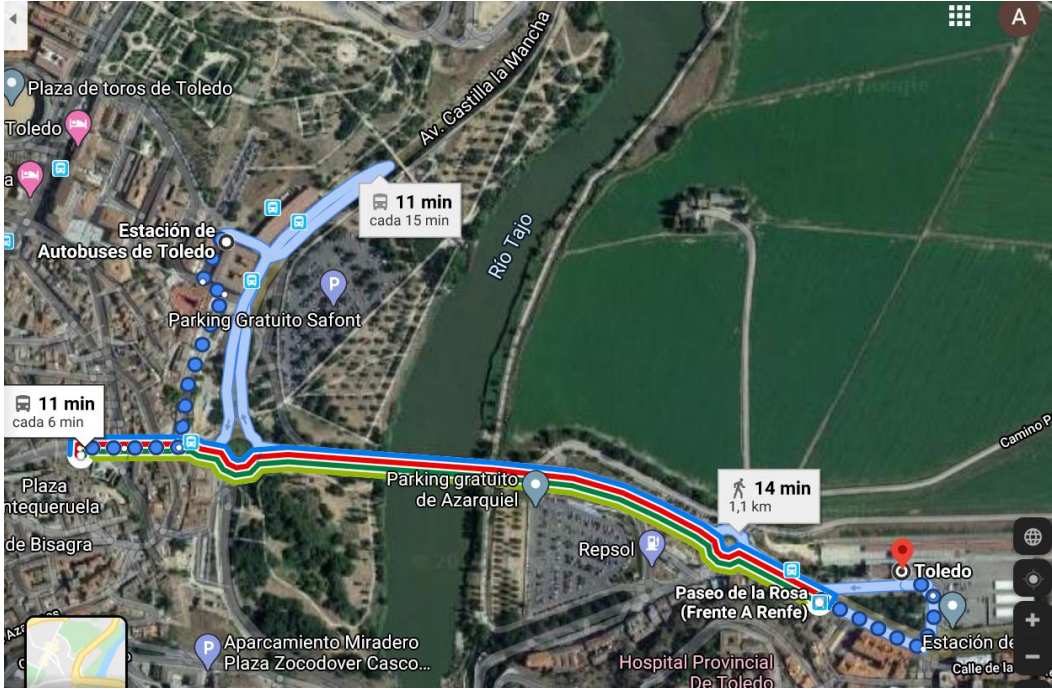 A
Av. Castilla la Mancha
Plaza de toros de Toledo
Toledo
a
11 min
cada 15 min
Estación de
Autobuses de Toledo
Río Tajo
P
Parking Gratuito Safont
11 min
cada 6 min
Camino P
Plaza
ntequeruela
Parking gratuito
de Azarquiel
14 min
1,1 km
de Bisagra
Repsol
Toledo
Paseo de la Rosa
(Frente A Renfe)
P
Aparcamiento Miradero
Plaza Zocodover Casco...
Estación de
Hospital Provincial
De Toledo
Calle de la